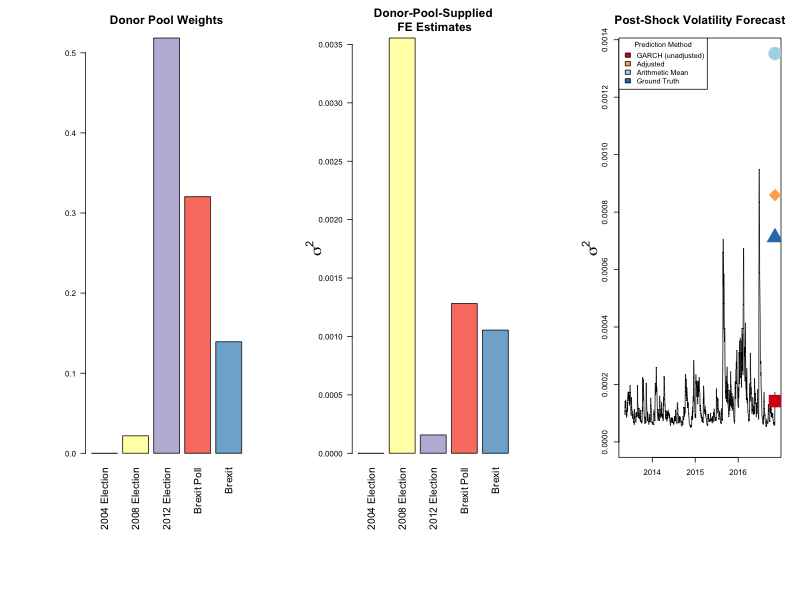 Donor Pool Weights
0.5
0.4
0.3
0.2
0.1
0.0
2004 Election
2008 Election
2012 Election
Brexit Poll
Brexit
Donor-Pool-Supplied
FE Estimates
σ2
0.0035
0.0030
0.0025
0.0020
0.0015
0.0010
0.0005
0.0000
2004 Election
2008 Election
2012 Election
Brexit Poll
Brexit
Post-Shock Volatility Forecast
σ2
0.0014
0.0012
0.0010
0.0008
0.0006
0.0004
0.0002
0.0000
Prediction Method
GARCH (unadjusted)
Adjusted
Arithmetic Mean
Ground Truth
2014
2015
2016